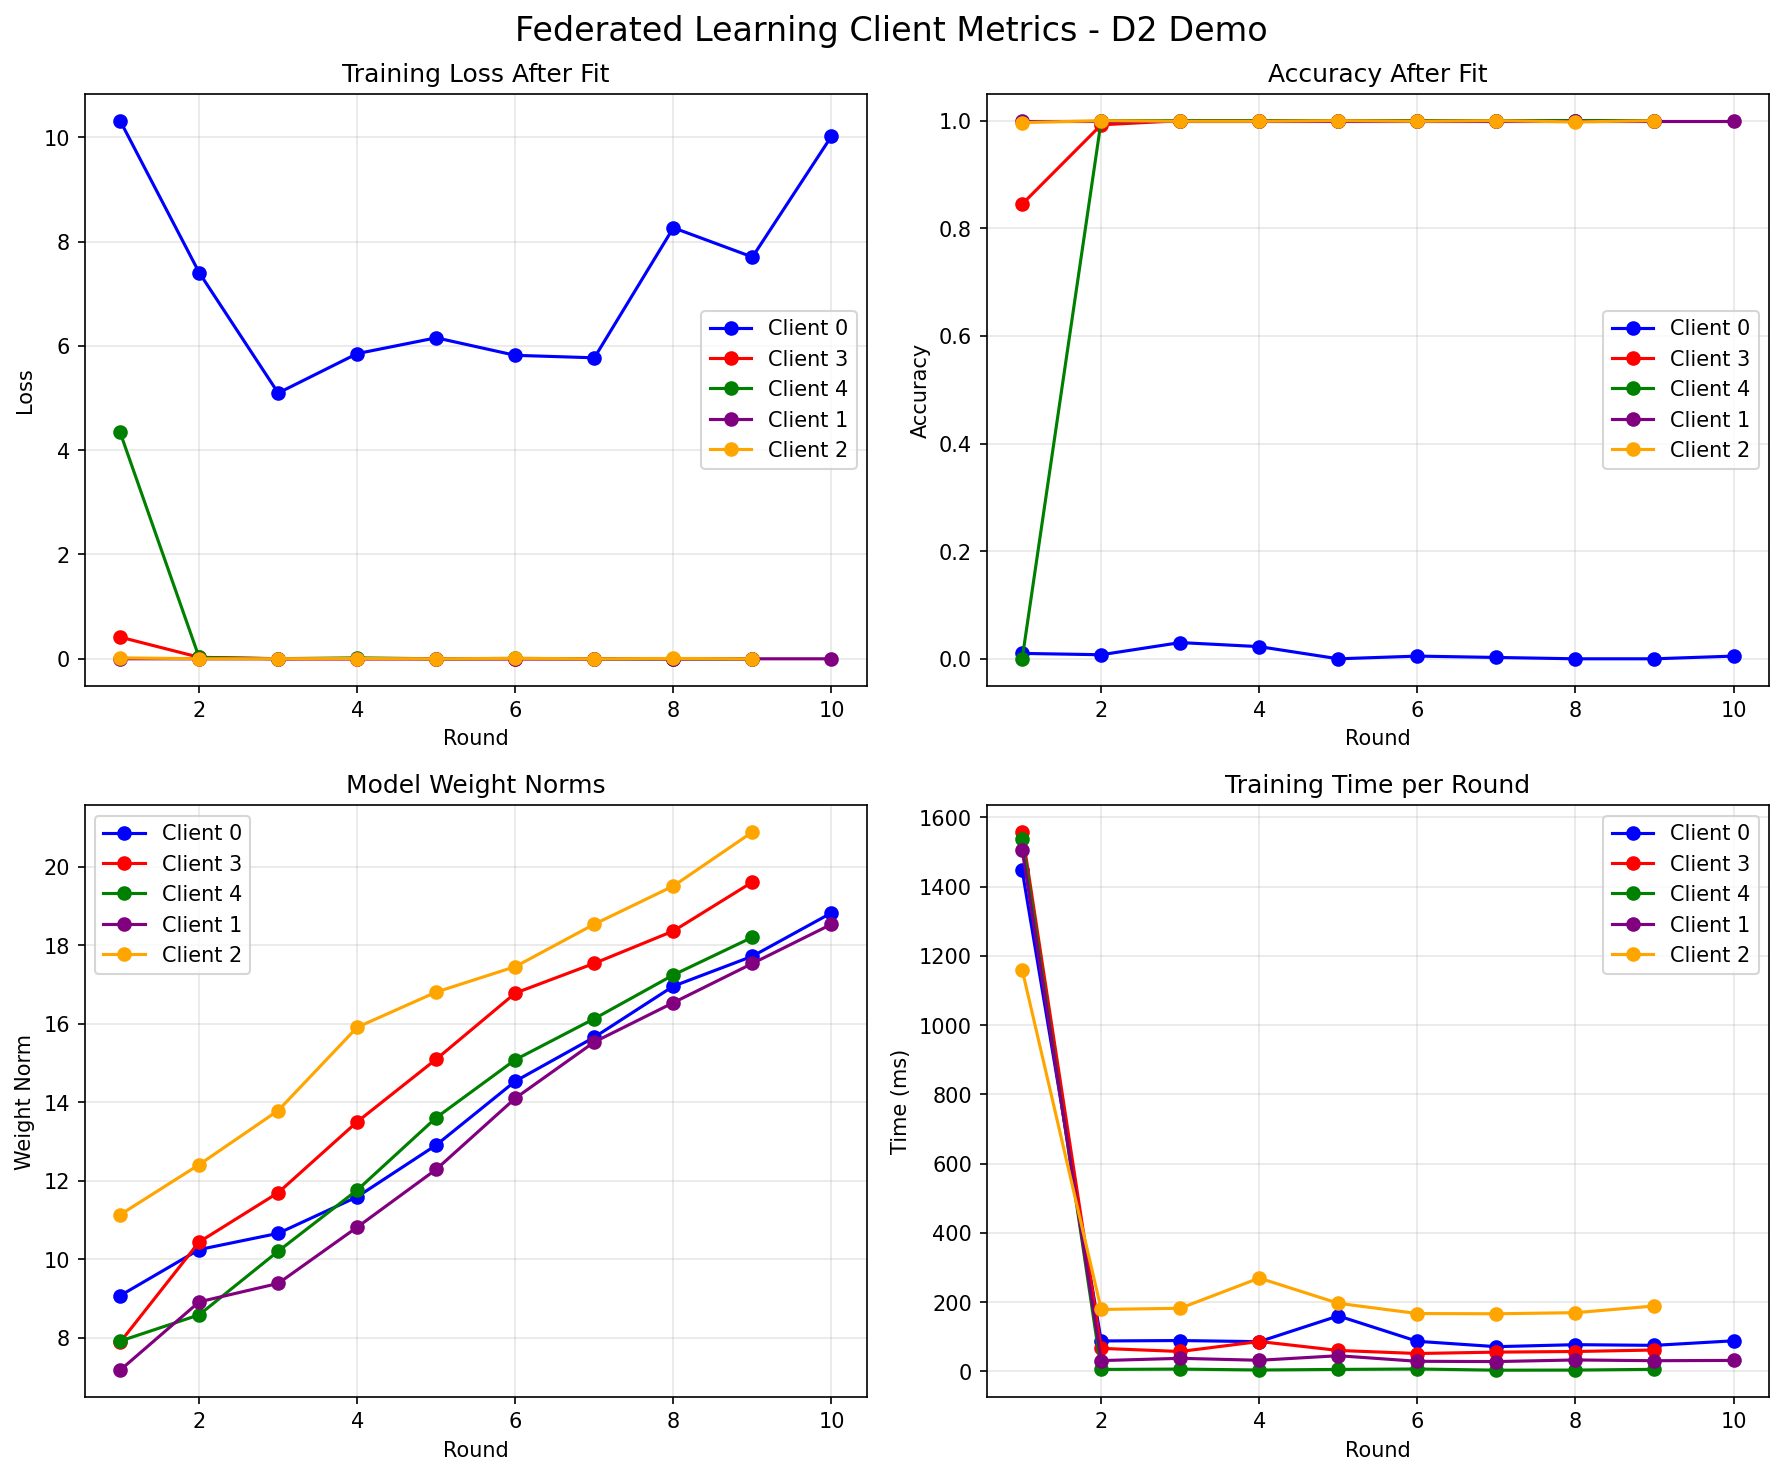 Federated Learning Client Metrics - D2 Demo
Training Loss After Fit
Loss
10
8
6
4
2
0
2
4
6
8
10
Round
Client 0
Client 3
Client 4
Client 1
Client 2
Accuracy After Fit
Accuracy
1.0
0.8
0.6
0.4
0.2
0.0
2
4
6
8
10
Round
Client 0
Client 3
Client 4
Client 1
Client 2
Model Weight Norms
Weight Norm
20
18
16
14
12
10
8
2
4
6
8
10
Round
Client 0
Client 3
Client 4
Client 1
Client 2
Training Time per Round
Time (ms)
1600
1400
1200
1000
800
600
400
200
0
2
4
6
8
10
Round
Client 0
Client 3
Client 4
Client 1
Client 2